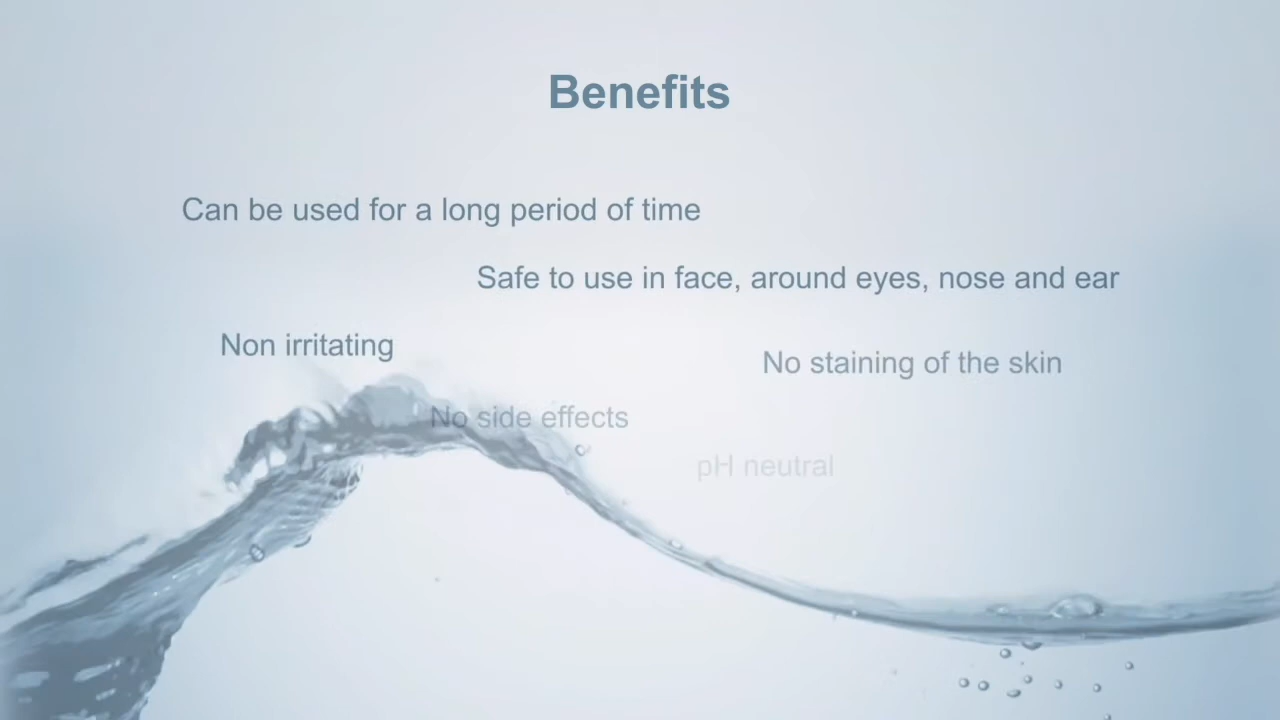 Benefits
Can be used for a long period of time
Safe to use in face, around eyes, nose and ear
Non irritating
No staining of the skin
No side effects
pH neutral